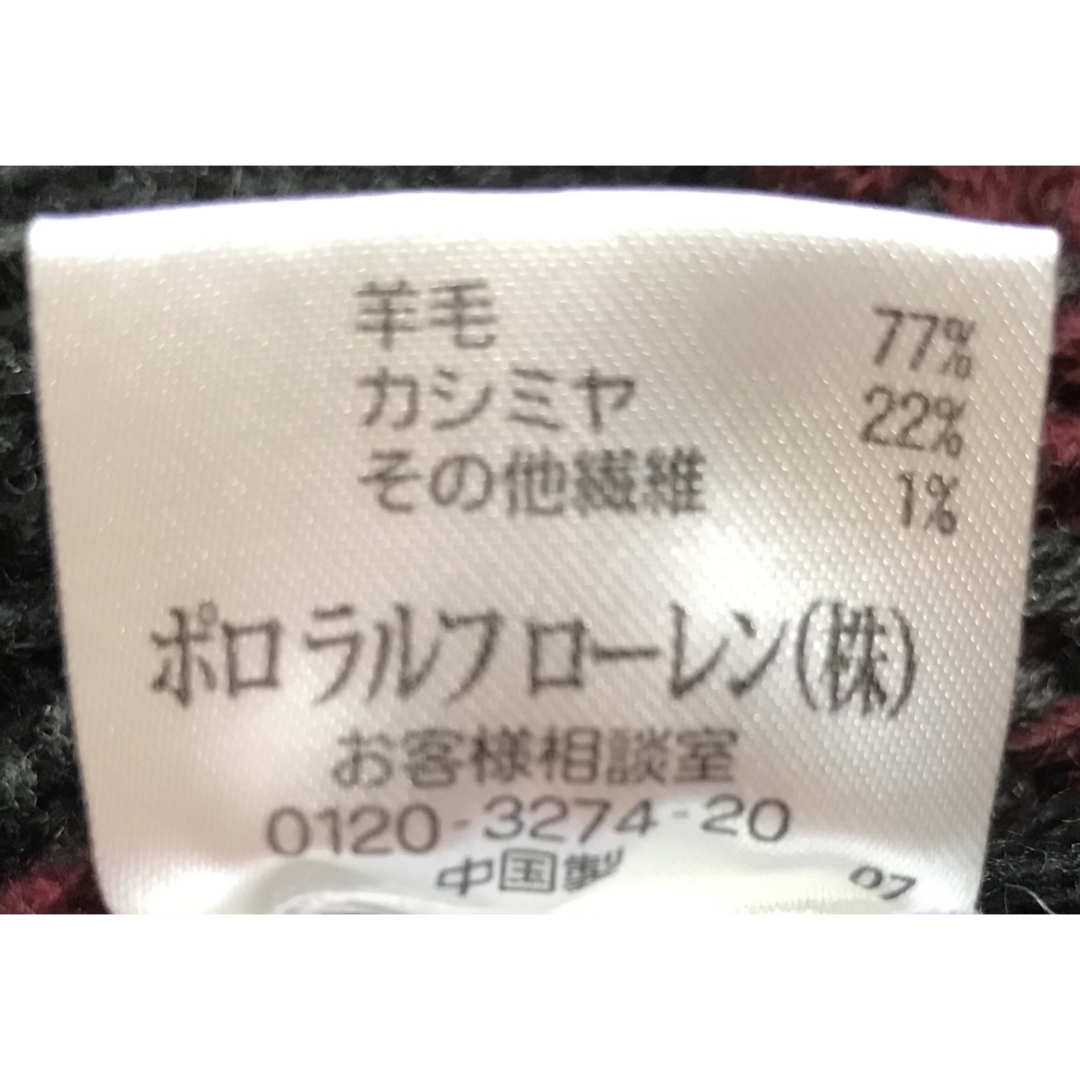 羊毛 77%
カシミヤ 22%
その他繊維 1%
ポロ ラルフ ローレン(株)
お客様相談室
0120-3274-20
中国製 07